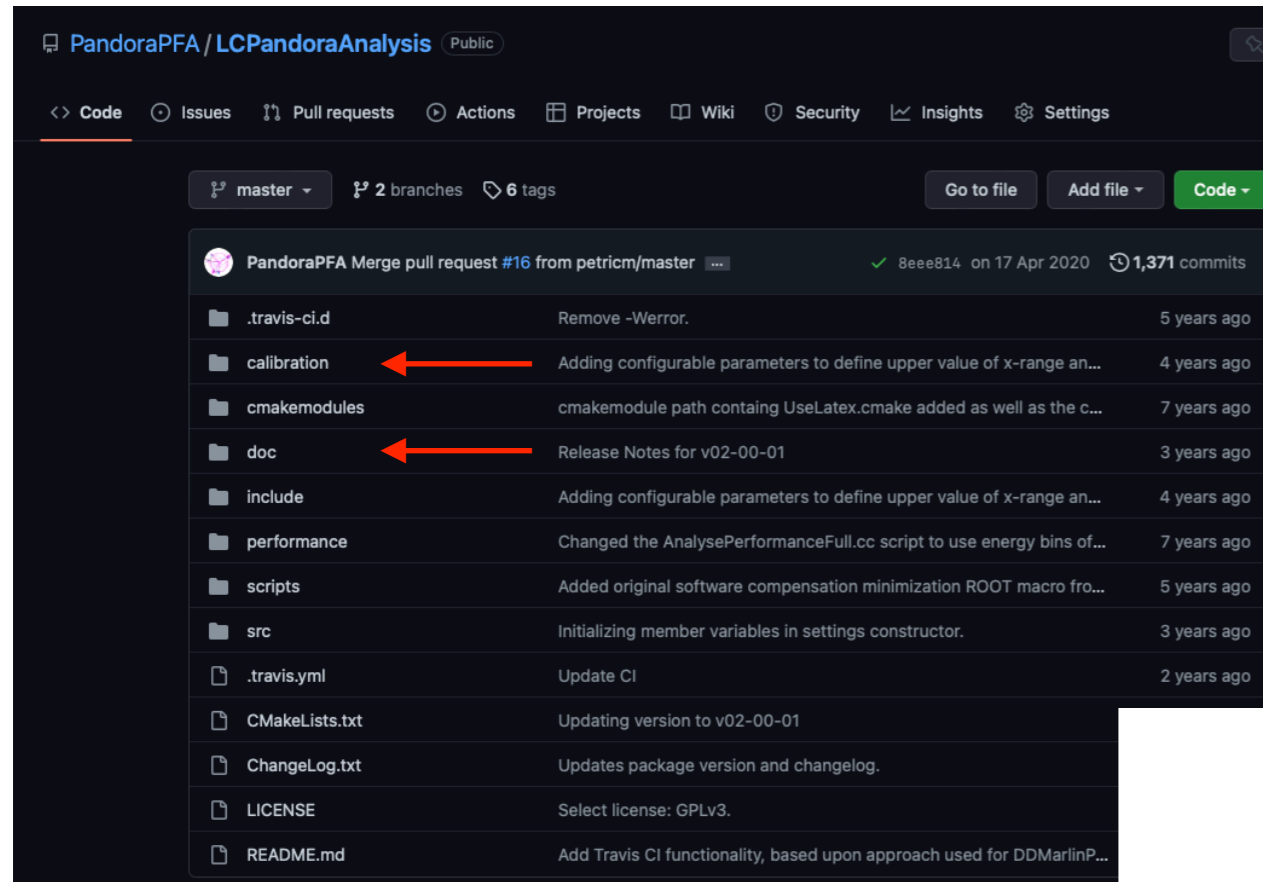 PandoraPFA / LCPandoraAnalysis Public
<> Code Issues Pull requests Actions Projects Wiki Security Insights Settings
master 2 branches 6 tags Go to file Add file Code
PandoraPFA Merge pull request #16 from petricm/master ... 8eee814 on 17 Apr 2020 1,371 commits
.travis-ci.d Remove -Werror. 5 years ago
calibration Adding configurable parameters to define upper value of x-range an... 4 years ago
cmakemodules cmakemodule path containg UseLatex.cmake added as well as the c... 7 years ago
doc Release Notes for v02-00-01 3 years ago
include Adding configurable parameters to define upper value of x-range an... 4 years ago
performance Changed the AnalysePerformanceFull.cc script to use energy bins of... 7 years ago
scripts Added original software compensation minimization ROOT macro fro... 5 years ago
src Initializing member variables in settings constructor. 3 years ago
.travis.yml Update CI 2 years ago
CMakeLists.txt Updating version to v02-00-01
ChangeLog.txt Updates package version and changelog.
LICENSE Select license: GPLv3.
README.md Add Travis CI functionality, based upon approach used for DDMarlinP...